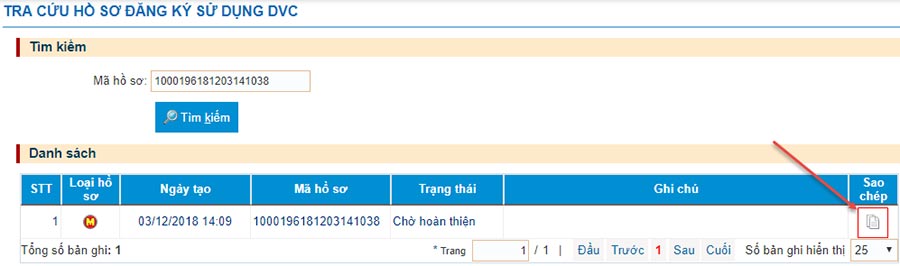 TRA CỨU HỒ SƠ ĐĂNG KÝ SỬ DỤNG DVC
Tìm kiếm
Mã hồ sơ: 1000196181203141038
Tìm kiếm
Danh sách
STT Loại hồ sơ Ngày tạo Mã hồ sơ Trạng thái Ghi chú Sao chép
1 M 03/12/2018 14:09 1000196181203141038 Chờ hoàn thiện
Tổng số bản ghi: 1 * Trang 1 / 1 | Đầu Trước 1 Sau Cuối Số bản ghi hiển thị 25